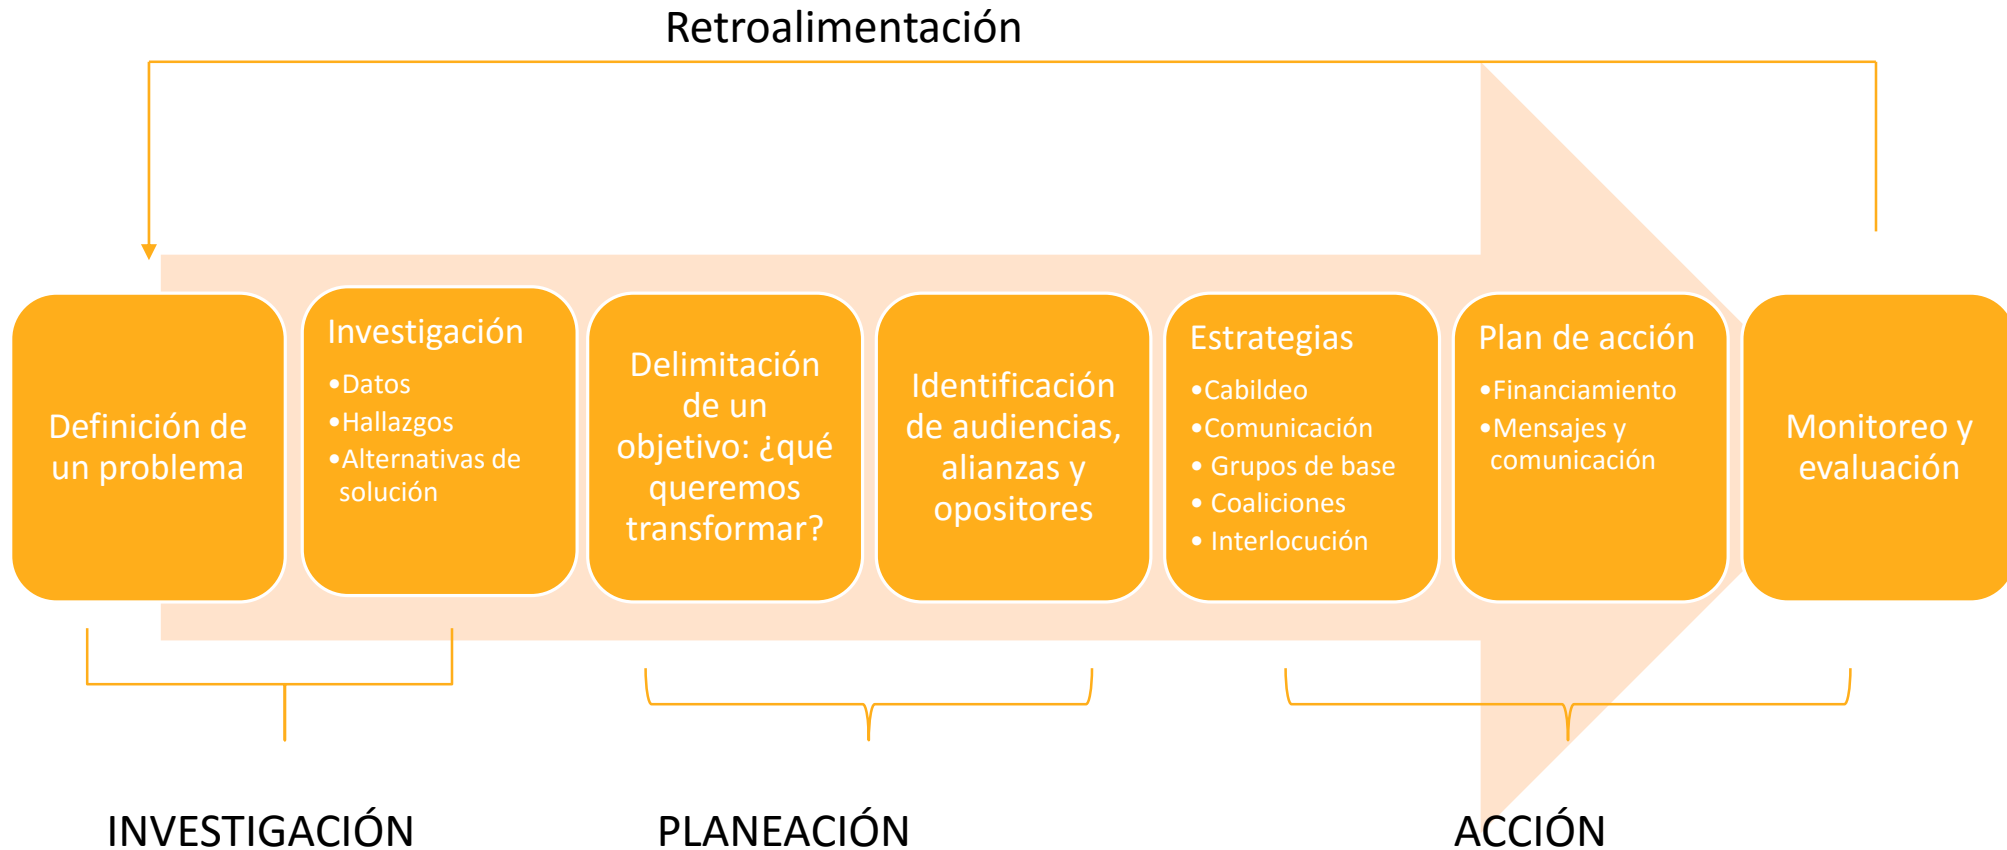 Retroalimentación
Definición de
un problema
Investigación
•Datos
•Hallazgos
•Alternativas de
solución
Delimitación
de un
objetivo: ¿qué
queremos
transformar?
Identificación
de audiencias,
alianzas y
opositores
Estrategias
•Cabildeo
•Comunicación
• Grupos de base
• Coaliciones
• Interlocución
Plan de acción
•Financiamiento
•Mensajes y
comunicación
Monitoreo y
evaluación
INVESTIGACIÓN
PLANEACIÓN
ACCIÓN